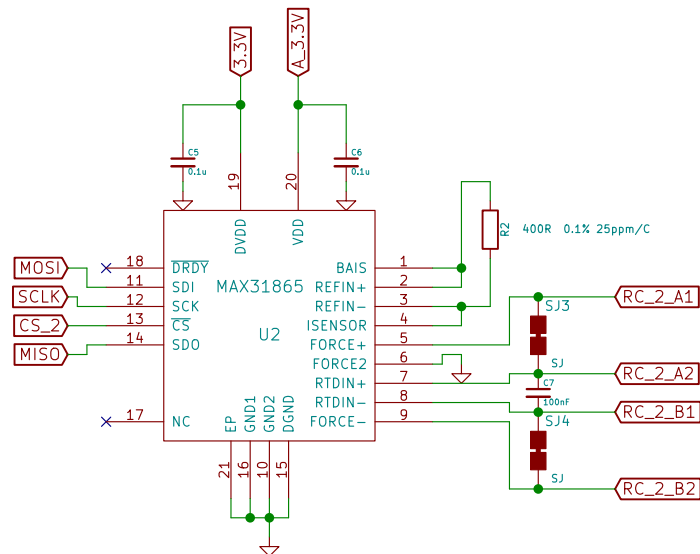 3.3V
A_3.3V
C5
0.1u
C6
0.1u
19
20
DVDD
VDD
R2
400R 0.1% 25ppm/C
MOSI
SCLK
CS_2
MISO
18
11
12
13
14
17
DRDY
SDI
SCK
CS
SDO
NC
MAX31865
U2
BAIS
REFIN+
REFIN-
ISENSOR
FORCE+
FORCE2
RTDIN+
RTDIN-
FORCE-
1
2
3
4
5
6
7
8
9
EP
GND1
GND2
DGND
21
16
10
15
SJ3
SJ
C7
100nF
SJ4
SJ
RC_2_A1
RC_2_A2
RC_2_B1
RC_2_B2